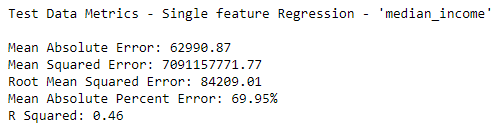 Test Data Metrics - Single feature Regression - 'median_income'
Mean Absolute Error: 62990.87
Mean Squared Error: 7091157771.77
Root Mean Squared Error: 84209.01
Mean Absolute Percent Error: 69.95%
R Squared: 0.46